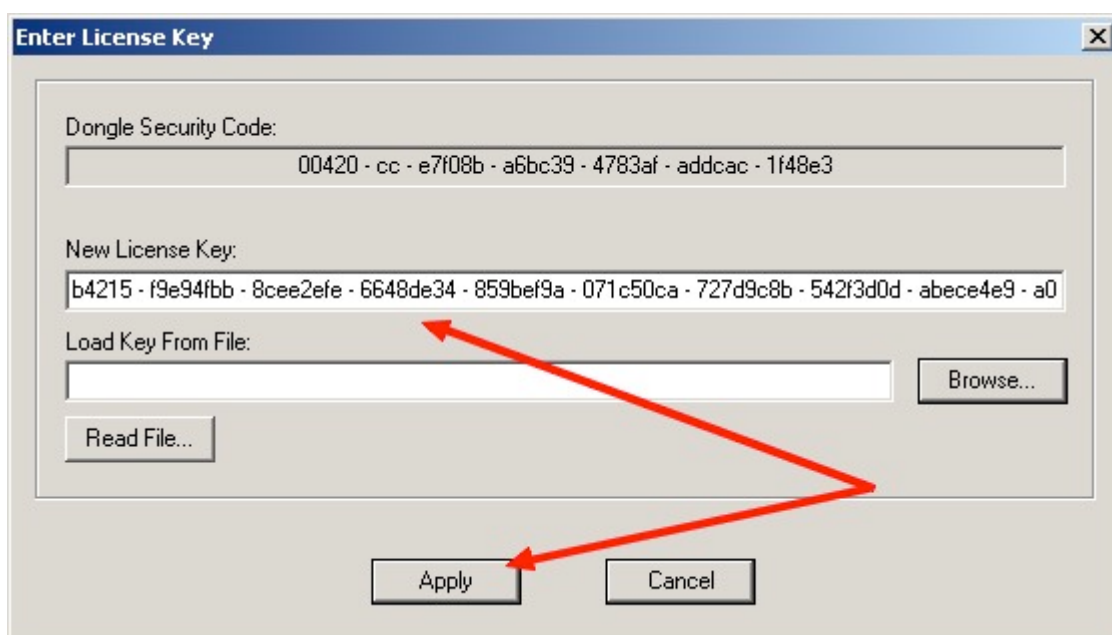 Enter License Key
Dongle Security Code:
00420 - cc - e7f08b - a6bc39 - 4783af - addcac - 1f48e3
New License Key:
b4215 - f9e94fbb - 8cee2efe - 6648de34 - 859bef9a - 071c50ca - 727d9c8b - 542f3d0d - abece4e9 - a0
Load Key From File:
Browse...
Read File...
Apply Cancel